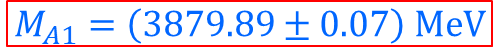 M_{A1} = (3879.89 ± 0.07) MeV